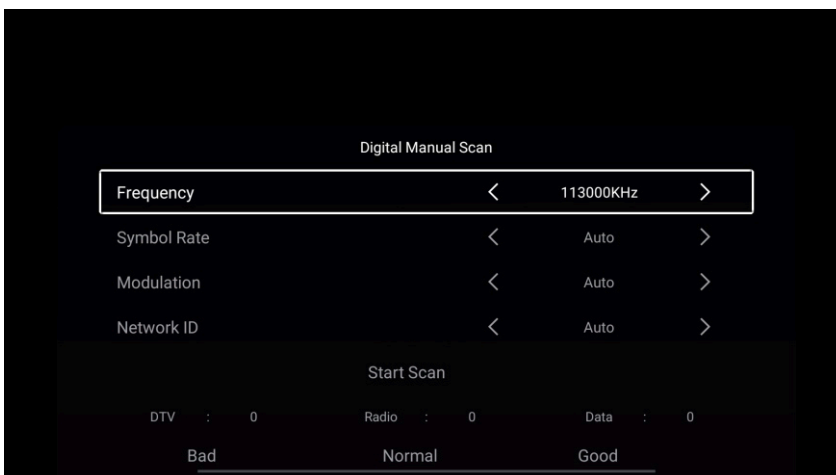 Digital Manual Scan
Frequency < 113000KHz >
Symbol Rate < Auto >
Modulation < Auto >
Network ID < Auto >
Start Scan
DTV : 0 Radio : 0 Data : 0
Bad Normal Good